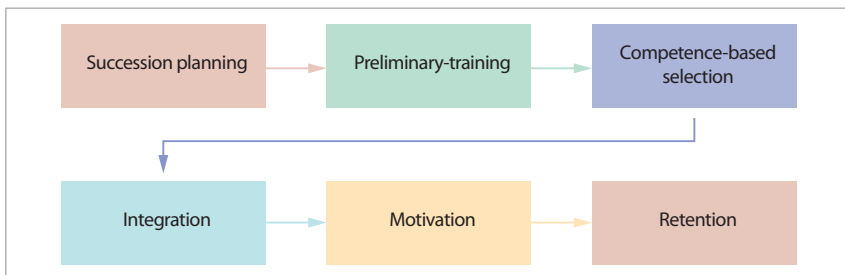 Succession planning
Preliminary-training
Competence-based
selection
Integration
Motivation
Retention